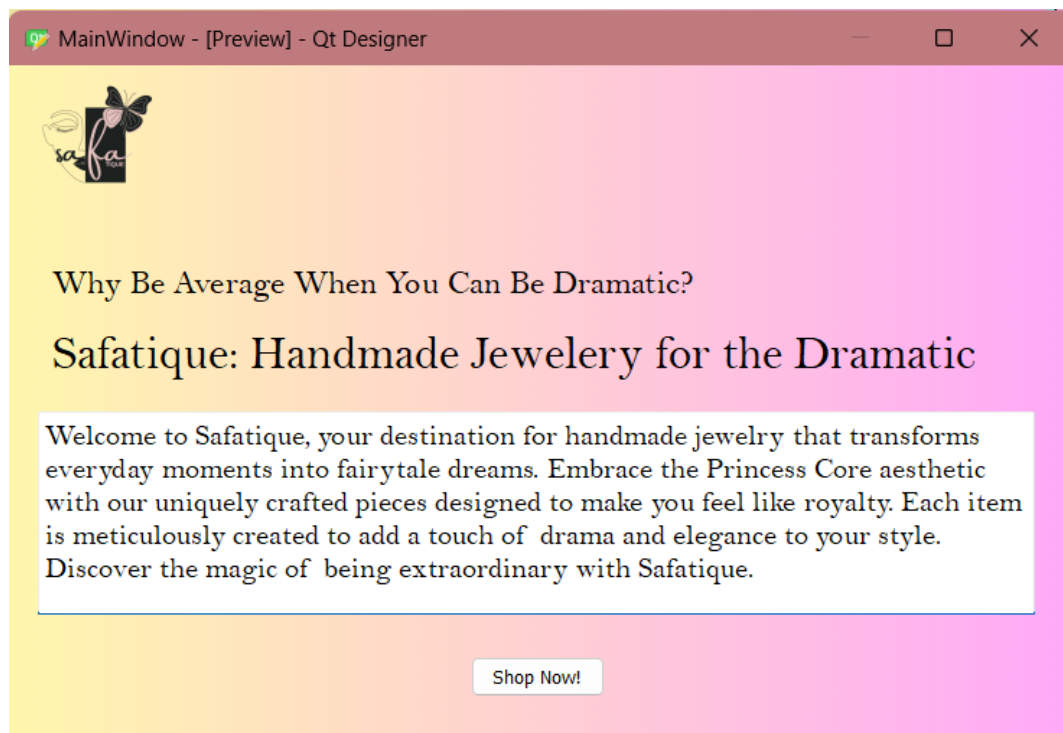 MainWindow - [Preview] - Qt Designer
safa
TIQUE
Why Be Average When You Can Be Dramatic?
Safatique: Handmade Jewelery for the Dramatic
Welcome to Safatique, your destination for handmade jewelry that transforms
everyday moments into fairytale dreams. Embrace the Princess Core aesthetic
with our uniquely crafted pieces designed to make you feel like royalty. Each item
is meticulously created to add a touch of drama and elegance to your style.
Discover the magic of being extraordinary with Safatique.
Shop Now!